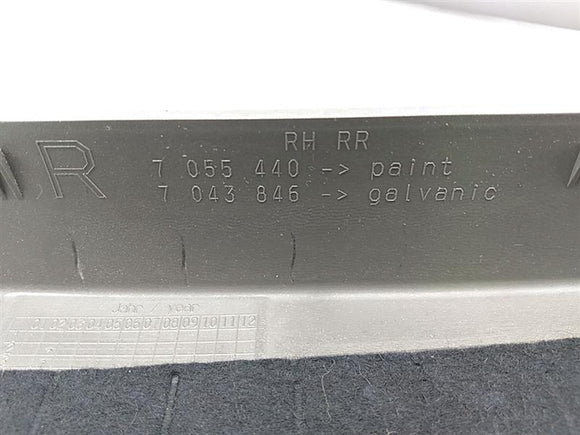 RH RR
R
7 055 440 -> paint
7 043 846 -> galvanic
Jahr / year
01 02 03 04 05 06 07 08 09 10 11 12